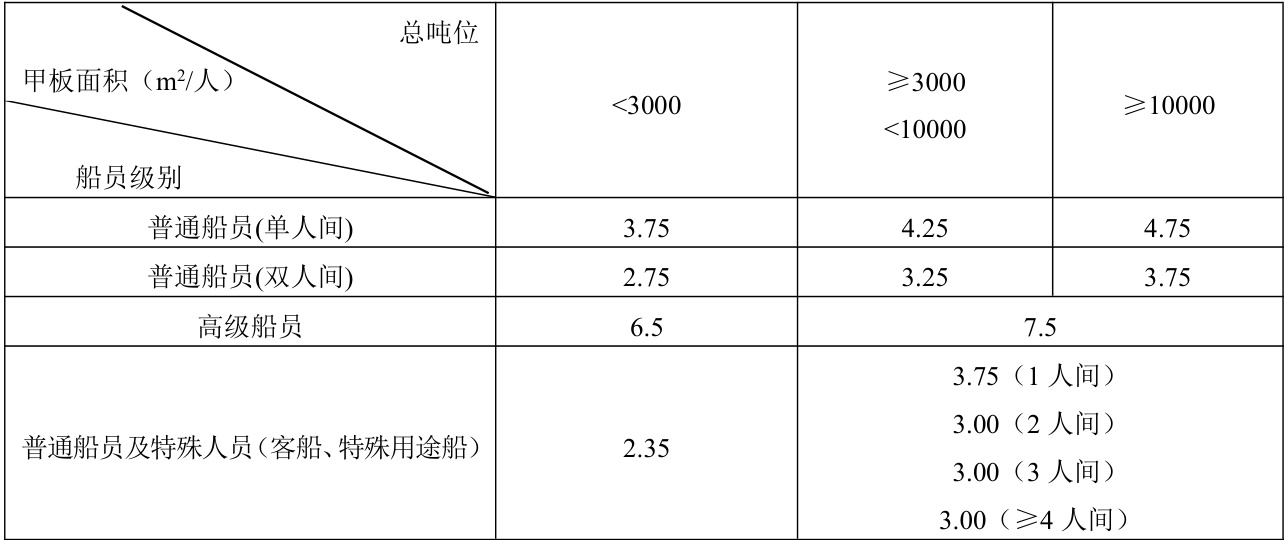 总吨位
甲板面积（m²/人）
船员级别
<3000
≥3000
<10000
≥10000
普通船员(单人间)
3.75
4.25
4.75
普通船员(双人间)
2.75
3.25
3.75
高级船员
6.5
7.5
普通船员及特殊人员（客船、特殊用途船）
2.35
3.75（1 人间）
3.00（2 人间）
3.00（3 人间）
3.00（≥4 人间）